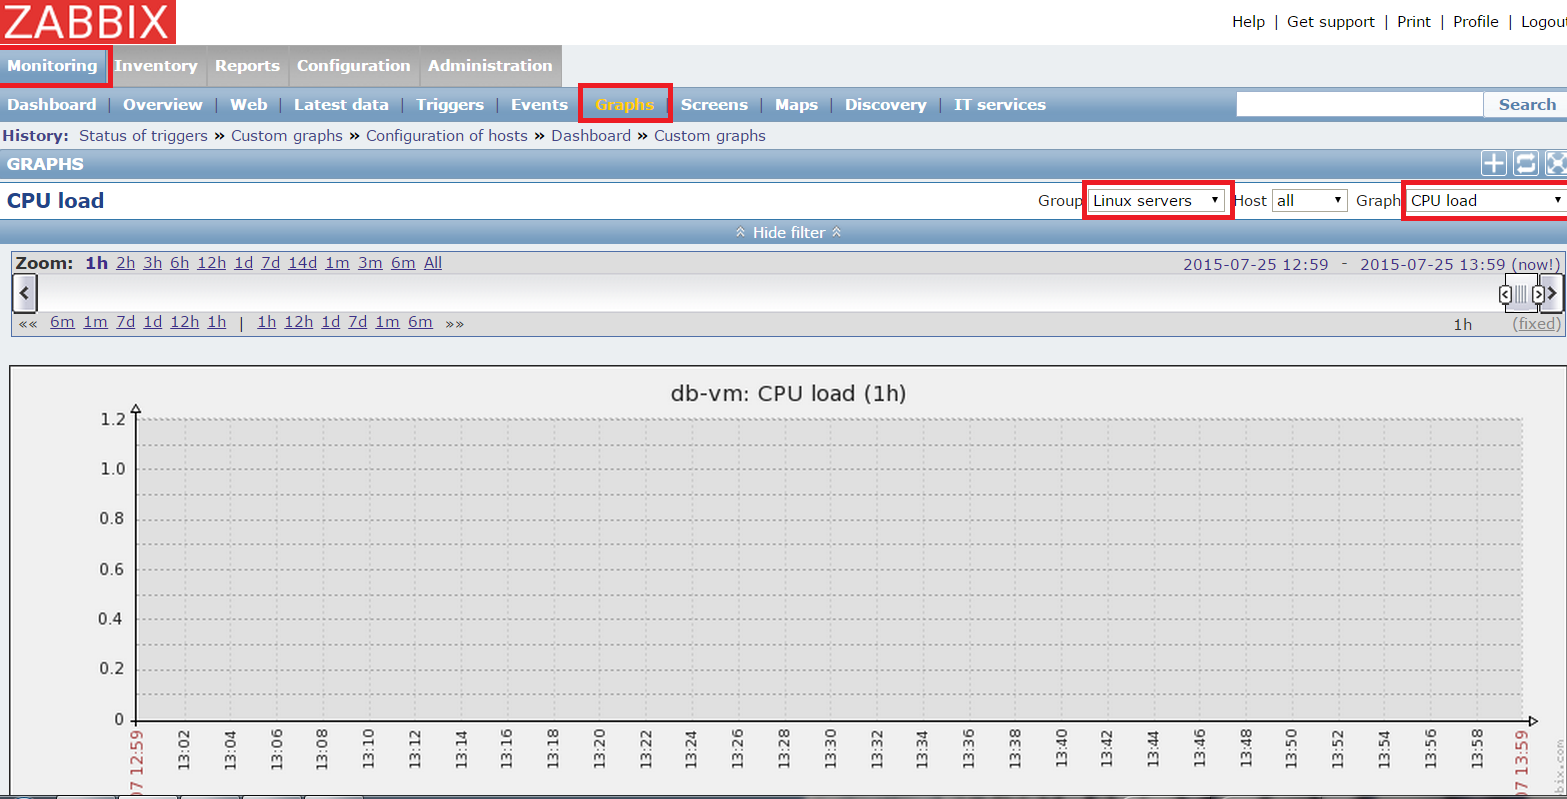 ZABBIX
Help | Get support | Print | Profile | Logout
Monitoring Inventory Reports Configuration Administration
Dashboard | Overview | Web | Latest data | Triggers | Events | Graphs | Screens | Maps | Discovery | IT services Search
History: Status of triggers » Custom graphs » Configuration of hosts » Dashboard » Custom graphs
GRAPHS
CPU load Group Linux servers Host all Graph CPU load
Hide filter
Zoom: 1h 2h 3h 6h 12h 1d 7d 14d 1m 3m 6m All 2015-07-25 12:59 - 2015-07-25 13:59 (now!)
«« 6m 1m 7d 1d 12h 1h | 1h 12h 1d 7d 1m 6m »» 1h (fixed)
db-vm: CPU load (1h)
1.2
1.0
0.8
0.6
0.4
0.2
0
07 12:59 13:02 13:04 13:06 13:08 13:10 13:12 13:14 13:16 13:18 13:20 13:22 13:24 13:26 13:28 13:30 13:32 13:34 13:36 13:38 13:40 13:42 13:44 13:46 13:48 13:50 13:52 13:54 13:56 13:58 07 13:59
bix.com